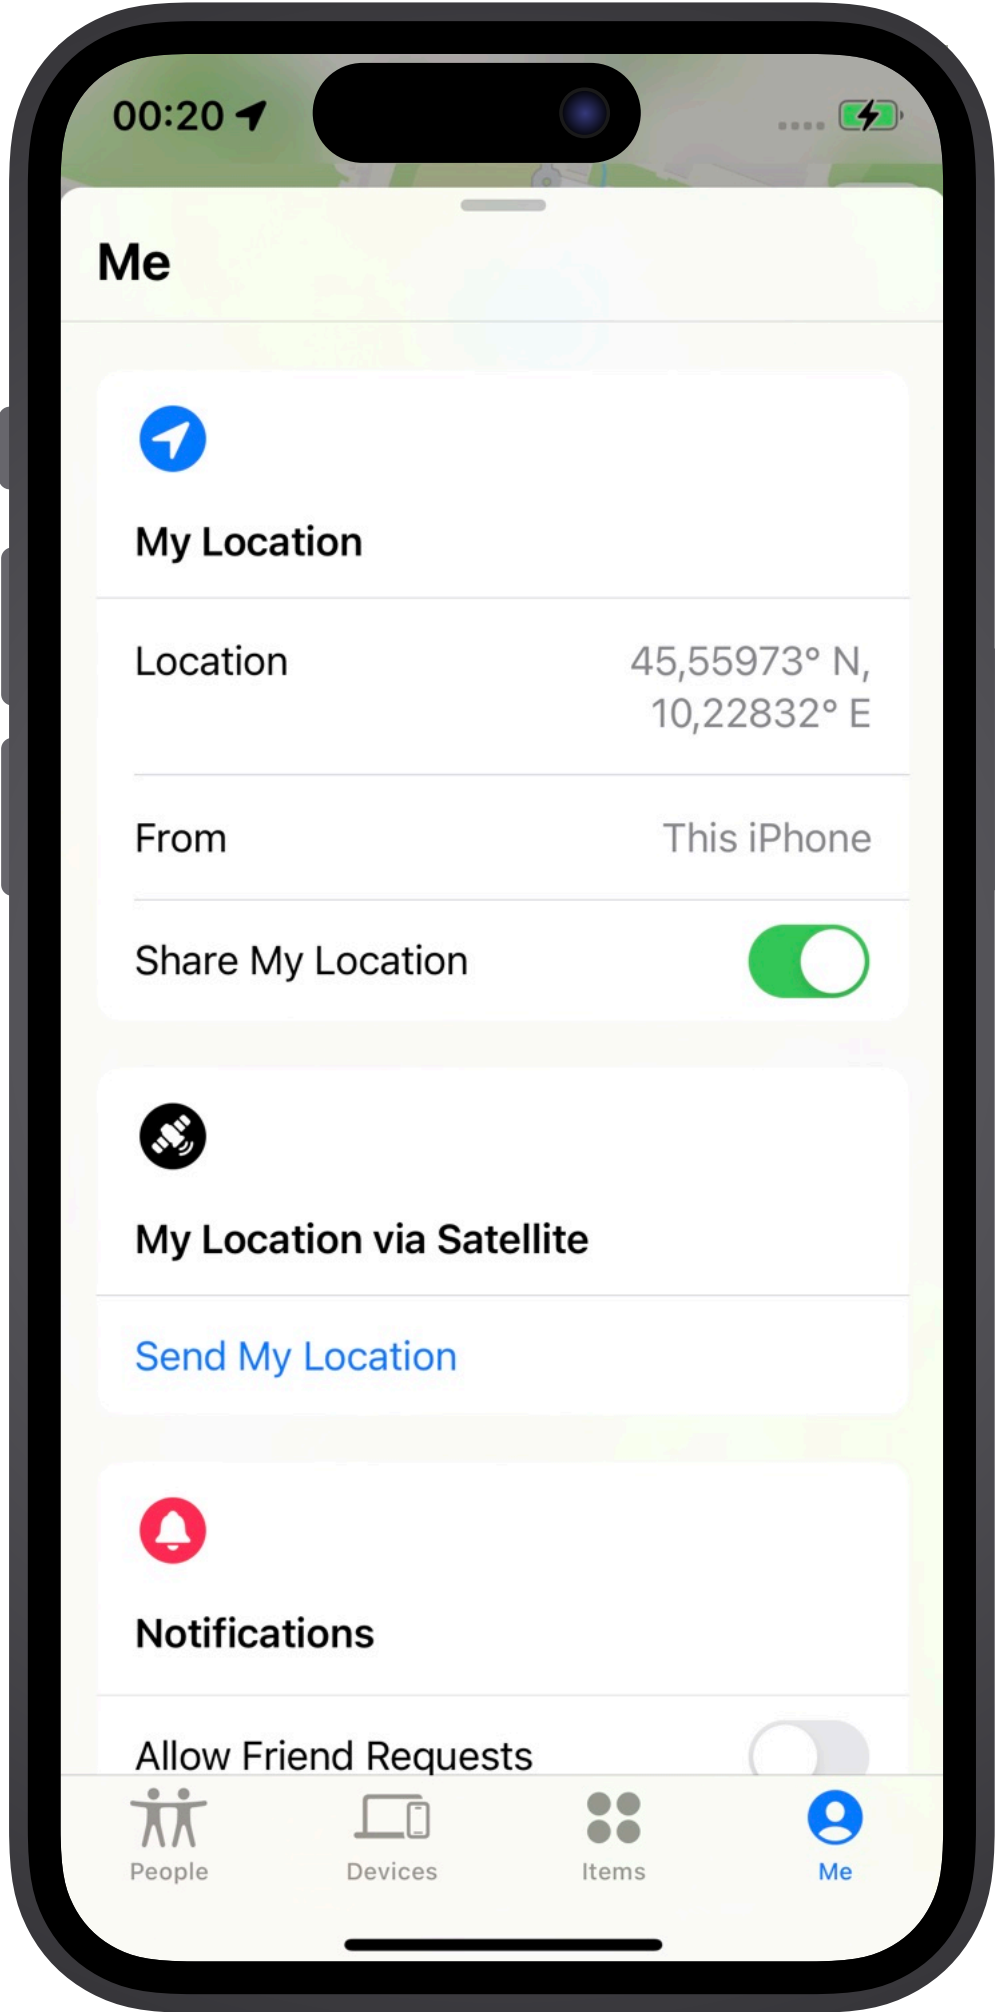 00:20
Me
My Location
Location
45,55973° N,
10,22832° E
From
This iPhone
Share My Location
My Location via Satellite
Send My Location
Notifications
Allow Friend Requests
People
Devices
Items
Me